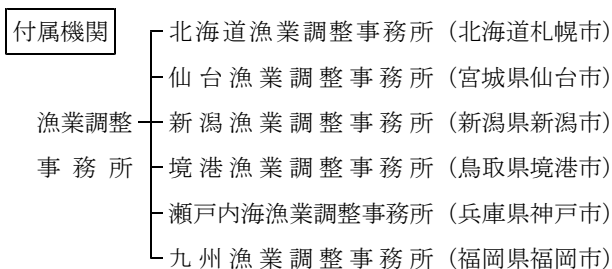 付属機関
北海道漁業調整事務所（北海道札幌市）
仙台漁業調整事務所（宮城県仙台市）
漁業調整
新潟漁業調整事務所（新潟県新潟市）
事務所
境港漁業調整事務所（鳥取県境港市）
瀬戸内海漁業調整事務所（兵庫県神戸市）
九州漁業調整事務所（福岡県福岡市）